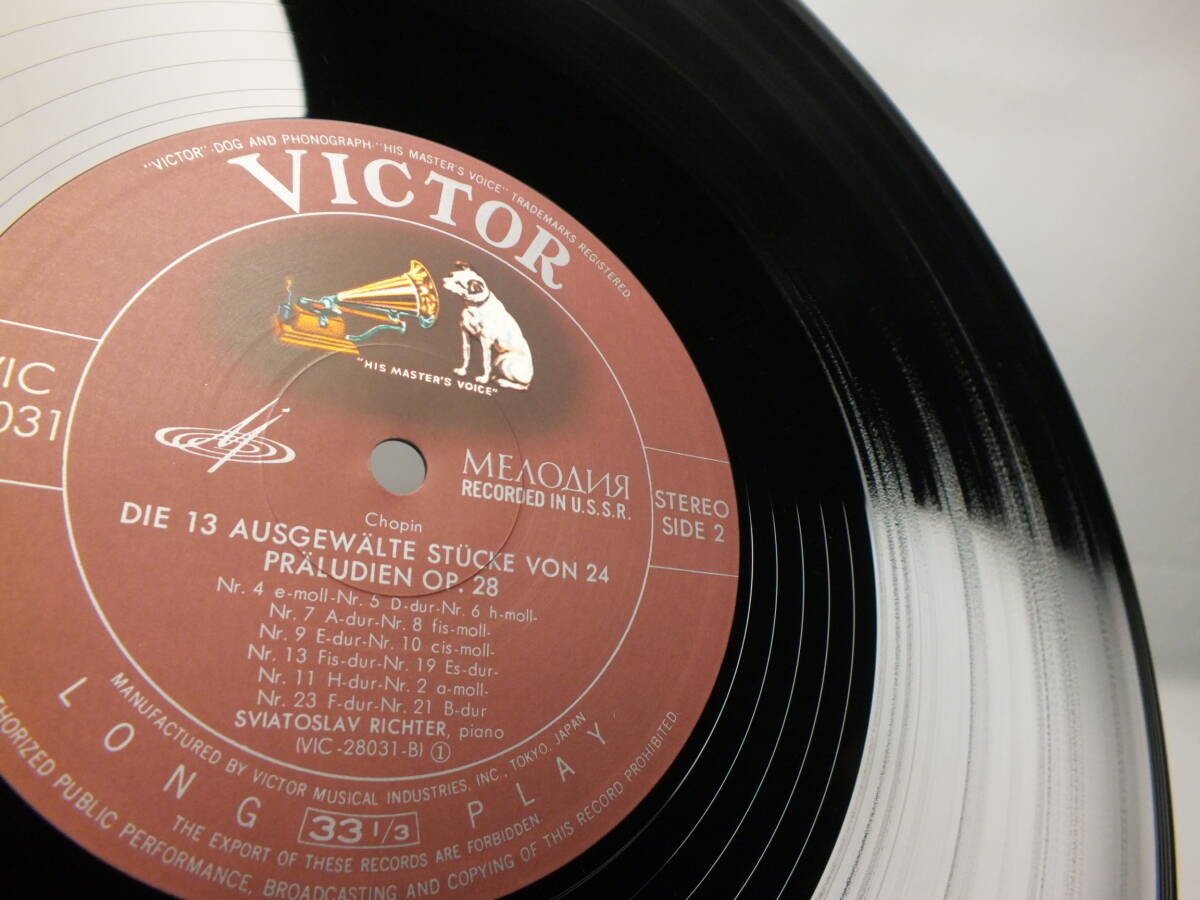 "VICTOR"·DOG AND PHONOGRAPH·"HIS MASTER'S VOICE" TRADEMARKS REGISTERED.
VICTOR
"HIS MASTER'S VOICE"
VIC
031
МЕЛОДИЯ
RECORDED IN U.S.S.R.
STEREO
SIDE 2
Chopin
DIE 13 AUSGEWÄLTE STÜCKE VON 24
PRÄLUDIEN OP. 28
Nr. 4 e-moll-Nr. 5 D-dur-Nr. 6 h-moll-
Nr. 7 A-dur-Nr. 8 fis-moll-
Nr. 9 E-dur-Nr. 10 cis-moll-
Nr. 13 Fis-dur-Nr. 19 Es-dur-
Nr. 11 H-dur-Nr. 2 a-moll-
Nr. 23 F-dur-Nr. 21 B-dur
SVIATOSLAV RICHTER, piano
(VIC-28031-B) ①
MANUFACTURED BY VICTOR MUSICAL INDUSTRIES, INC., TOKYO, JAPAN
LONG PLAY
33 1/3
THE EXPORT OF THESE RECORDS ARE FORBIDDEN.
PUBLIC PERFORMANCE, BROADCASTING AND COPYING OF THIS RECORD PROHIBITED.